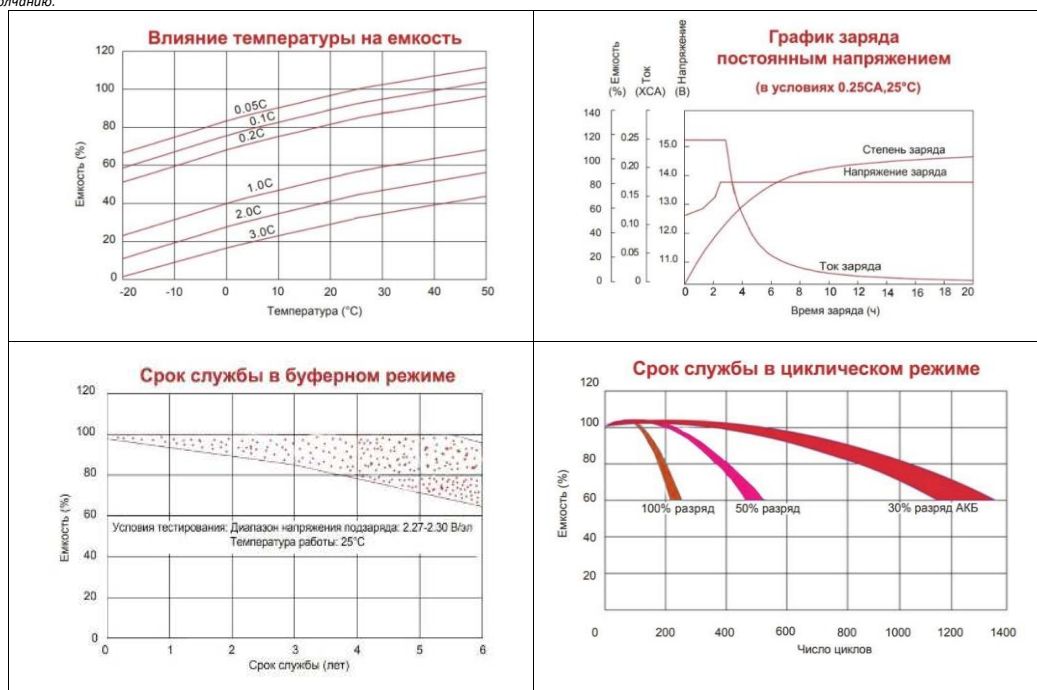 олчанию.
Влияние температуры на емкость
120
100
80
60
40
20
0
Емкость (%)
0.05C
0.1C
0.2C
1.0C
2.0C
3.0C
-20 -10 0 10 20 30 40 50
Температура (°C)
График заряда
постоянным напряжением
(в условиях 0.25СА,25°C)
Емкость (%)
Ток (XCA)
Напряжение (В)
140
120 0.25
15.0
100 0.20
14.0
80 0.15
13.0
60 0.10
12.0
40 0.05
11.0
20
0 0
Степень заряда
Напряжение заряда
Ток заряда
0 2 4 6 8 10 12 14 16 18 20
Время заряда (ч)
Срок службы в буферном режиме
120
100
80
60
40
20
0
Емкость (%)
Условия тестирования: Диапазон напряжения подзаряда: 2.27-2.30 В/эл
Температура работы: 25°C
0 1 2 3 4 5 6
Срок службы (лет)
Срок службы в циклическом режиме
120
100
80
60
40
20
Емкость (%)
100% разряд 50% разряд 30% разряд АКБ
0 200 400 600 800 1000 1200 1400
Число циклов